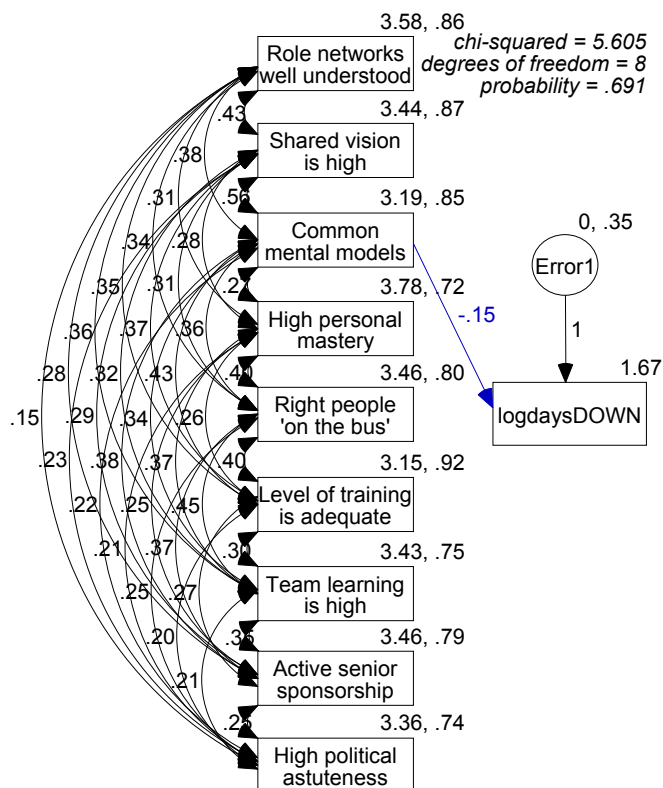 3.58, .86
Role networks
well understood
chi-squared = 5.605
degrees of freedom = 8
probability = .691
3.44, .87
.43
Shared vision
is high
.38
3.19, .85
.31
.56
Common
mental models
0, .35
Error1
.34
.28
3.78, .72
.35
.31
High personal
mastery
-.15
1
.36
.37
.36
3.46, .80
1.67
.28
.32
.43
.40
Right people
'on the bus'
logdaysDOWN
.15
.29
.34
.26
3.15, .92
.23
.38
.37
.40
Level of training
is adequate
.22
.25
.45
3.43, .75
.21
.37
.30
Team learning
is high
.25
.27
3.46, .79
.20
Active senior
sponsorship
.21
3.36, .74
High political
astuteness